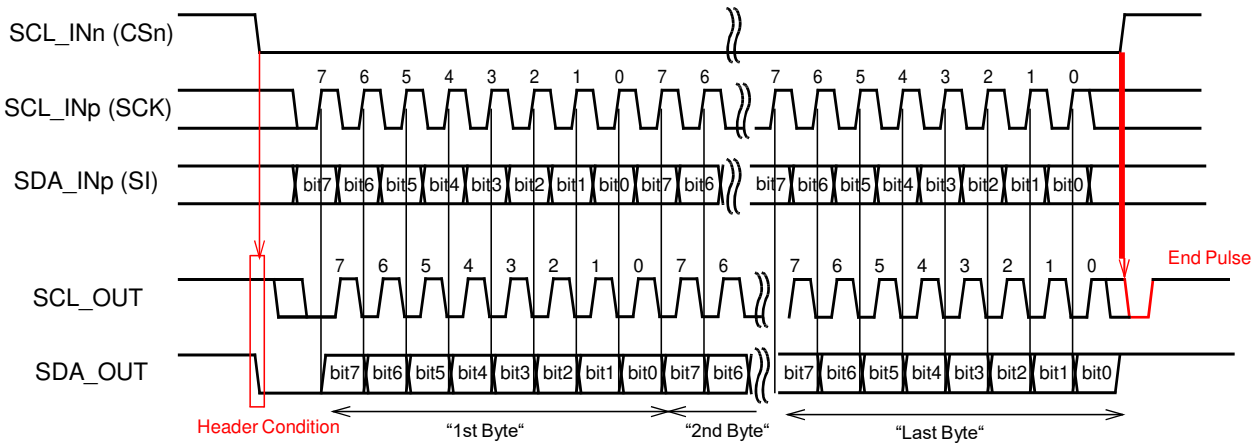 SCL_INn (CSn)
7 6 5 4 3 2 1 0 7 6 7 6 5 4 3 2 1 0
SCL_INp (SCK)
SDA_INp (SI)
bit7 bit6 bit5 bit4 bit3 bit2 bit1 bit0 bit7 bit6 bit7 bit6 bit5 bit4 bit3 bit2 bit1 bit0
End Pulse
7 6 5 4 3 2 1 0 7 6 7 6 5 4 3 2 1 0
SCL_OUT
SDA_OUT
bit7 bit6 bit5 bit4 bit3 bit2 bit1 bit0 bit7 bit6 bit7 bit6 bit5 bit4 bit3 bit2 bit1 bit0
Header Condition
“1st Byte“ “2nd Byte“ “Last Byte“